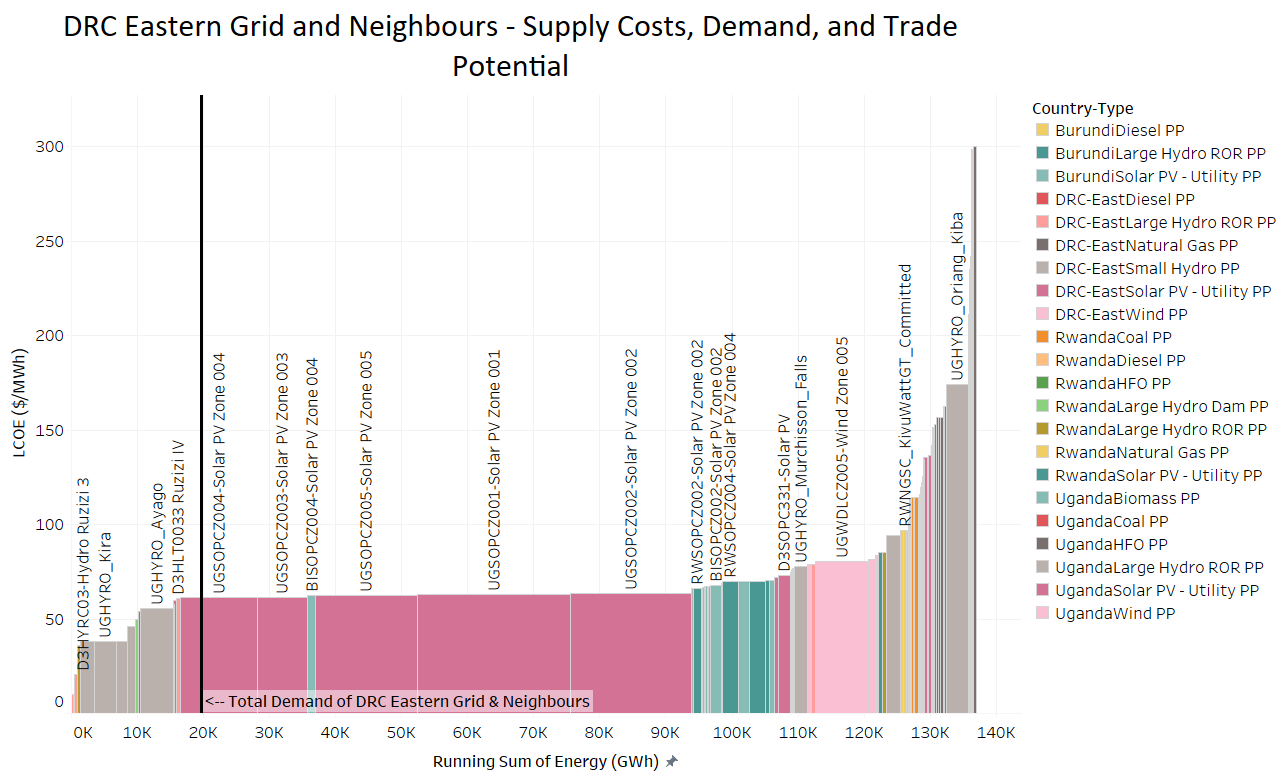 DRC Eastern Grid and Neighbours - Supply Costs, Demand, and Trade
Potential
LCOE ($/MWh)
300
250
200
150
100
50
0
D3HYRC03-Hydro Ruzizi 3
UGHYRO_Kira
UGHYRO_Ayago
D3HLT0033 Ruzizi IV
UGSOPCZ004-Solar PV Zone 004
UGSOPCZ003-Solar PV Zone 003
BISOPCZ004-Solar PV Zone 004
UGSOPCZ005-Solar PV Zone 005
UGSOPCZ001-Solar PV Zone 001
UGSOPCZ002-Solar PV Zone 002
RWSOPCZ002-Solar PV Zone 002
BISOPCZ002-Solar PV Zone 002
RWSOPCZ004-Solar PV Zone 004
D3SOPC331-Solar PV
UGHYRO_Murchisson_Falls
UGWDLCZ005-Wind Zone 005
RWNGSC_KivuWattGT_Committed
UGHYRO_Oriang_Kiba
<-- Total Demand of DRC Eastern Grid & Neighbours
0K
10K
20K
30K
40K
50K
60K
70K
80K
90K
100K
110K
120K
130K
140K
Running Sum of Energy (GWh)
Country-Type
BurundiDiesel PP
BurundiLarge Hydro ROR PP
BurundiSolar PV - Utility PP
DRC-EastDiesel PP
DRC-EastLarge Hydro ROR PP
DRC-EastNatural Gas PP
DRC-EastSmall Hydro PP
DRC-EastSolar PV - Utility PP
DRC-EastWind PP
RwandaCoal PP
RwandaDiesel PP
RwandaHFO PP
RwandaLarge Hydro Dam PP
RwandaLarge Hydro ROR PP
RwandaNatural Gas PP
RwandaSolar PV - Utility PP
UgandaBiomass PP
UgandaCoal PP
UgandaHFO PP
UgandaLarge Hydro ROR PP
UgandaSolar PV - Utility PP
UgandaWind PP